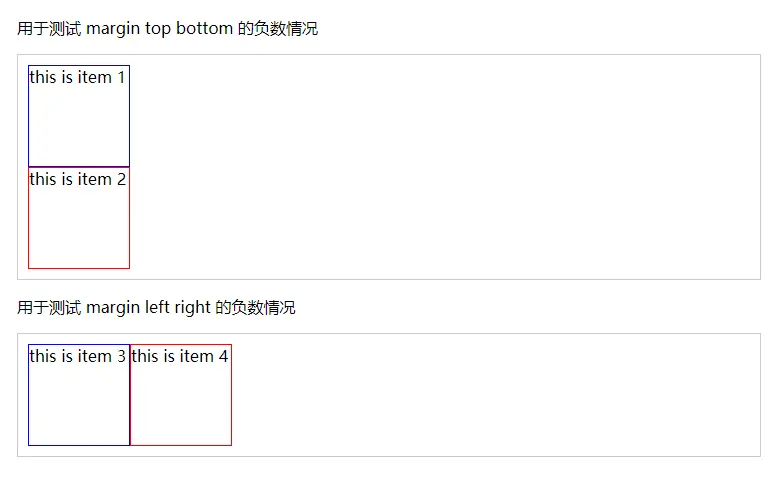 用于测试 margin top bottom 的负数情况
this is item 1
this is item 2
用于测试 margin left right 的负数情况
this is item 3 this is item 4